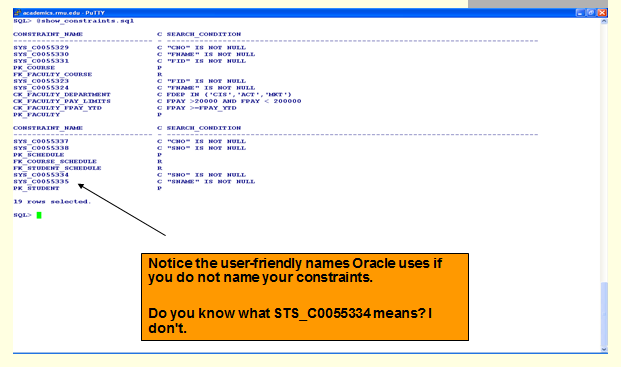 academics.rmu.edu - PuTTY
SQL> @show_constraints.sql
CONSTRAINT_NAME C SEARCH_CONDITION
SYS_C0055329 C "CNO" IS NOT NULL
SYS_C0055330 C "FNAME" IS NOT NULL
SYS_C0055331 C "FID" IS NOT NULL
PK_COURSE P
FK_FACULTY_COURSE R
SYS_C0055323 C "FID" IS NOT NULL
SYS_C0055324 C "FNAME" IS NOT NULL
CK_FACULTY_DEPARTMENT C FDEP IN ('CIS','ACT','MKT')
CK_FACULTY_PAY_LIMITS C FPAY >20000 AND FPAY < 200000
CK_FACULTY_FPAY_YTD C FPAY >=FPAY_YTD
PK_FACULTY P
CONSTRAINT_NAME C SEARCH_CONDITION
SYS_C0055337 C "CNO" IS NOT NULL
SYS_C0055338 C "SNO" IS NOT NULL
PK_SCHEDULE P
FK_COURSE_SCHEDULE R
FK_STUDENT_SCHEDULE R
SYS_C0055334 C "SNO" IS NOT NULL
SYS_C0055335 C "SNAME" IS NOT NULL
PK_STUDENT P
19 rows selected.
SQL>
Notice the user-friendly names Oracle uses if
you do not name your constraints.
Do you know what STS_C0055334 means? I
don't.